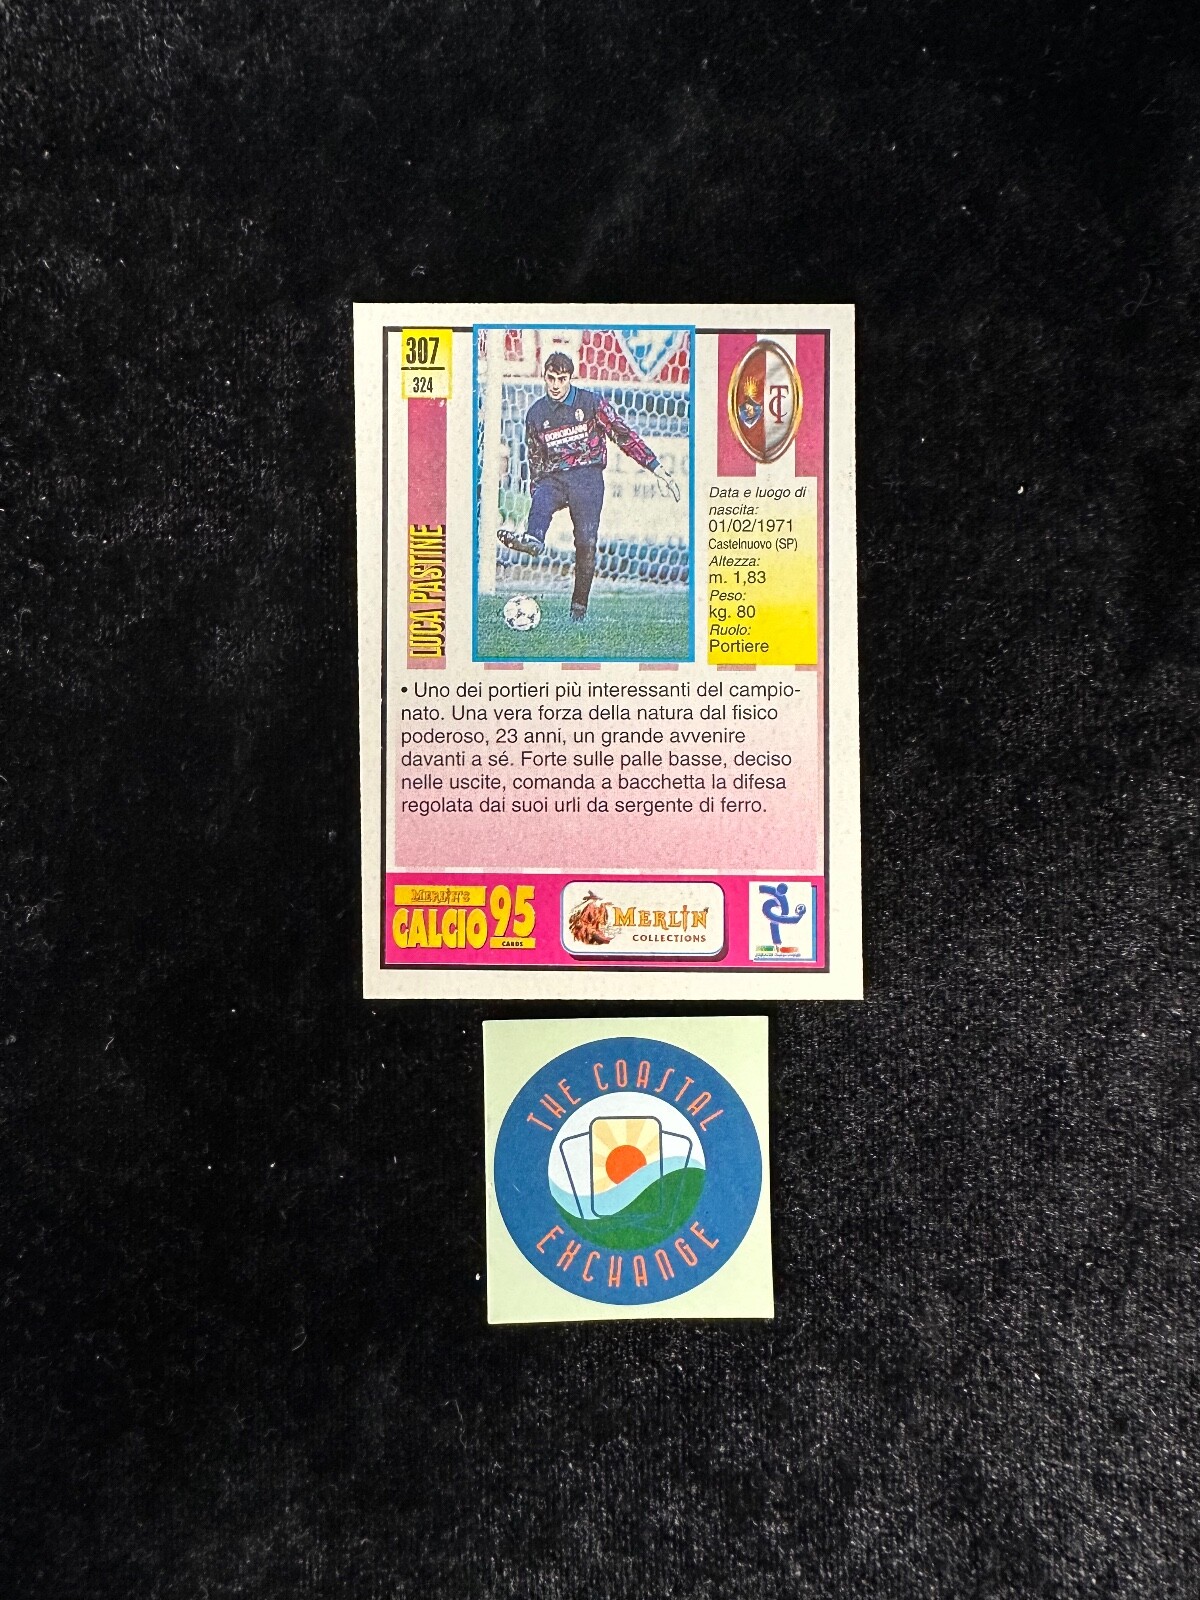 307
324
LUCA PASTINE
TC
Data e luogo di
nascita:
01/02/1971
Castelnuovo (SP)
Altezza:
m. 1,83
Peso:
kg. 80
Ruolo:
Portiere
• Uno dei portieri più interessanti del campio-
nato. Una vera forza della natura dal fisico
poderoso, 23 anni, un grande avvenire
davanti a sé. Forte sulle palle basse, deciso
nelle uscite, comanda a bacchetta la difesa
regolata dai suoi urli da sergente di ferro.
MERLIN'S
CALCIO 95
CARDS
MERLIN
COLLECTIONS
THE COASTAL
EXCHANGE